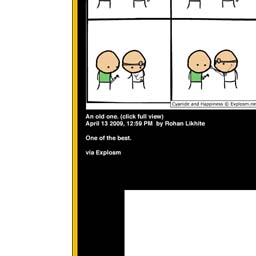 Cyanide and Happiness © Explosm.net
An old one. (click full view)
April 13 2009, 12:59 PM by Rohan Likhite
One of the best.
via Explosm